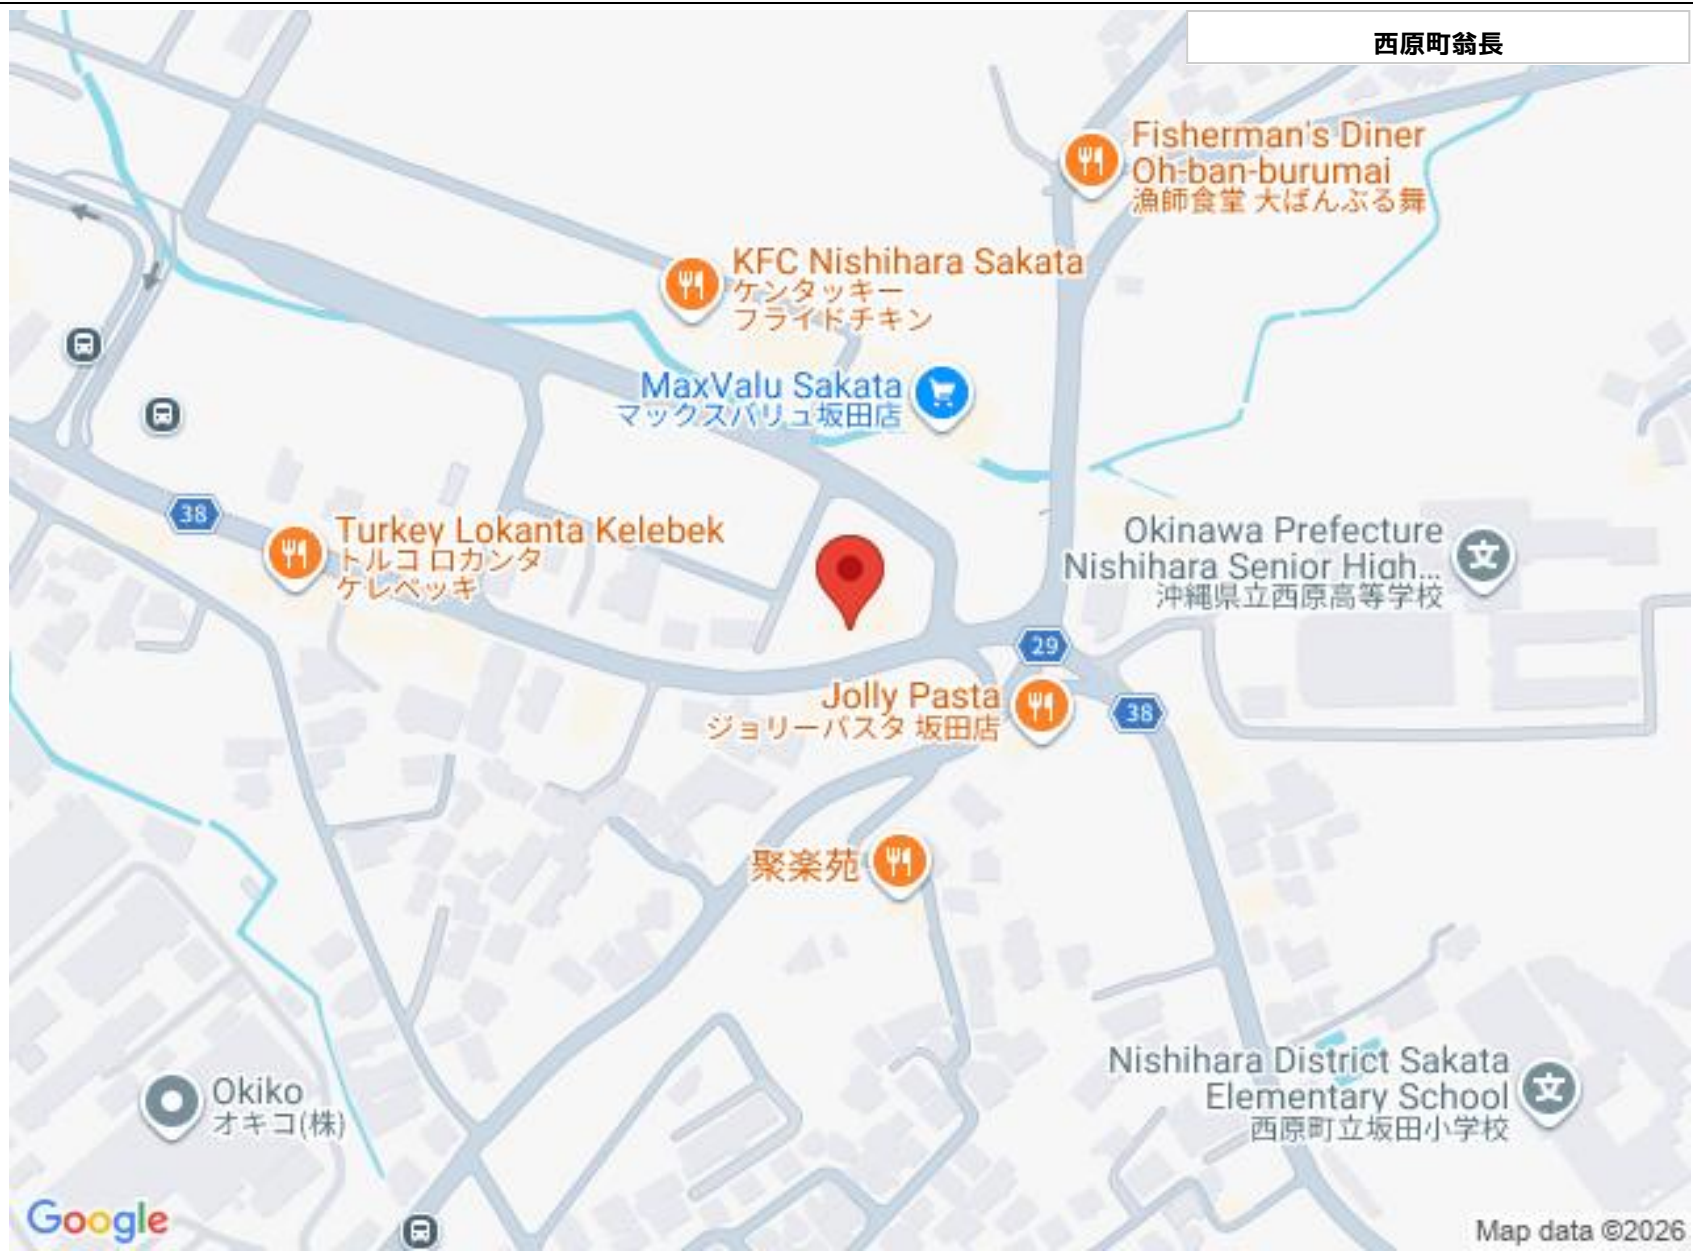 西原町翁長
Fisherman's Diner
Oh-ban-burumai
漁師食堂 大ばんぶる舞
KFC Nishihara Sakata
ケンタッキー
フライドチキン
MaxValu Sakata
マックスバリュ坂田店
38
Turkey Lokanta Kelebek
トルコ ロカンタ
ケレベッキ
Okinawa Prefecture
Nishihara Senior High...
沖縄県立西原高等学校
文
29
Jolly Pasta
ジョリーパスタ 坂田店
38
聚楽苑
Okiko
オキコ(株)
Nishihara District Sakata
Elementary School
西原町立坂田小学校
文
Google
Map data ©2026